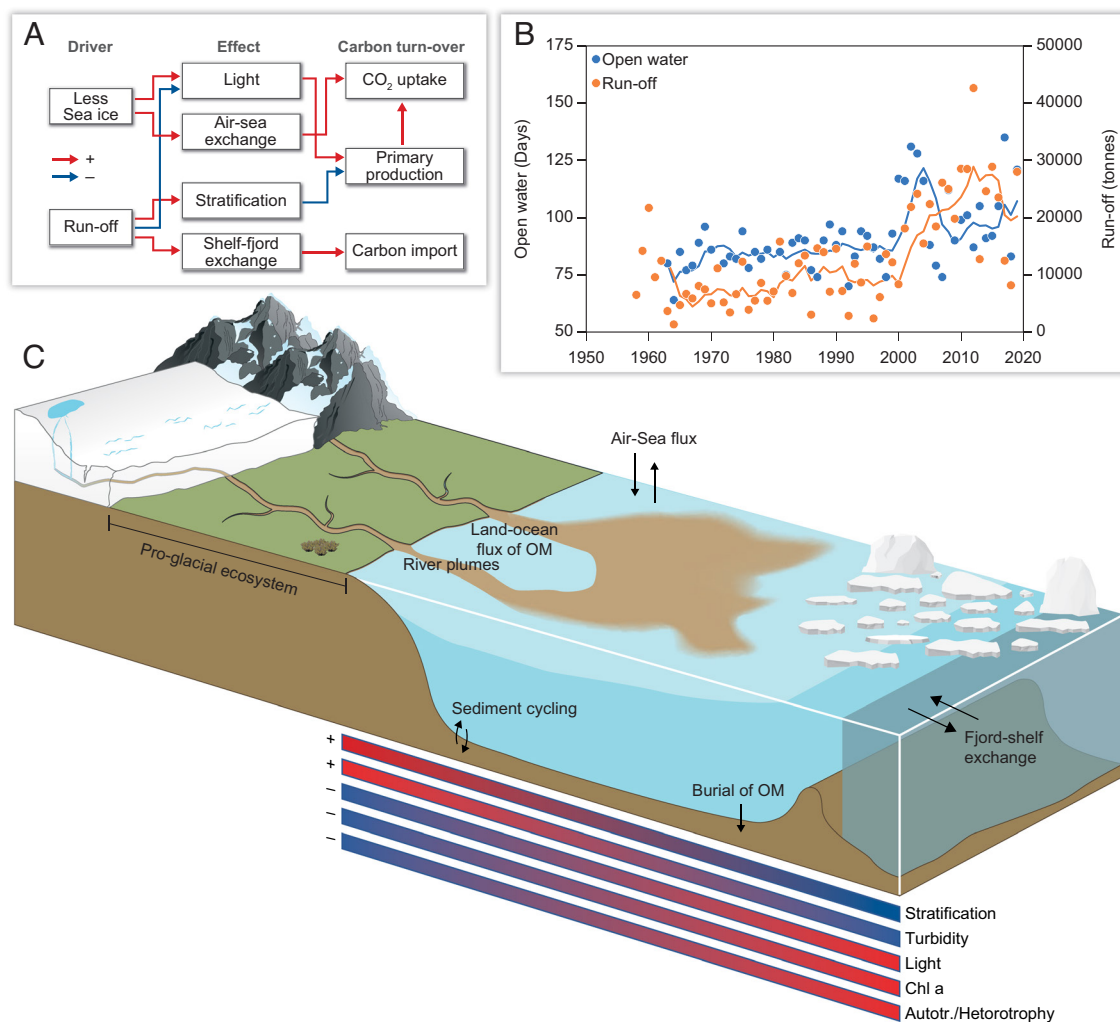 A
Driver
Effect
Carbon turn-over
Less
Sea ice
Light
CO₂ uptake
Air-sea
exchange
+
–
Primary
production
Stratification
Run-off
Shelf-fjord
exchange
Carbon import
B
175
150
125
100
75
50
Open water (Days)
Open water
Run-off
50000
40000
30000
20000
10000
0
Run-off (tonnes)
1950
1960
1970
1980
1990
2000
2010
2020
C
Air-Sea flux
Land-ocean
flux of OM
River plumes
Pro-glacial ecosystem
Sediment cycling
Fjord-shelf
exchange
Burial of OM
+
+
–
–
–
Stratification
Turbidity
Light
Chl a
Autotr./Hetorotrophy